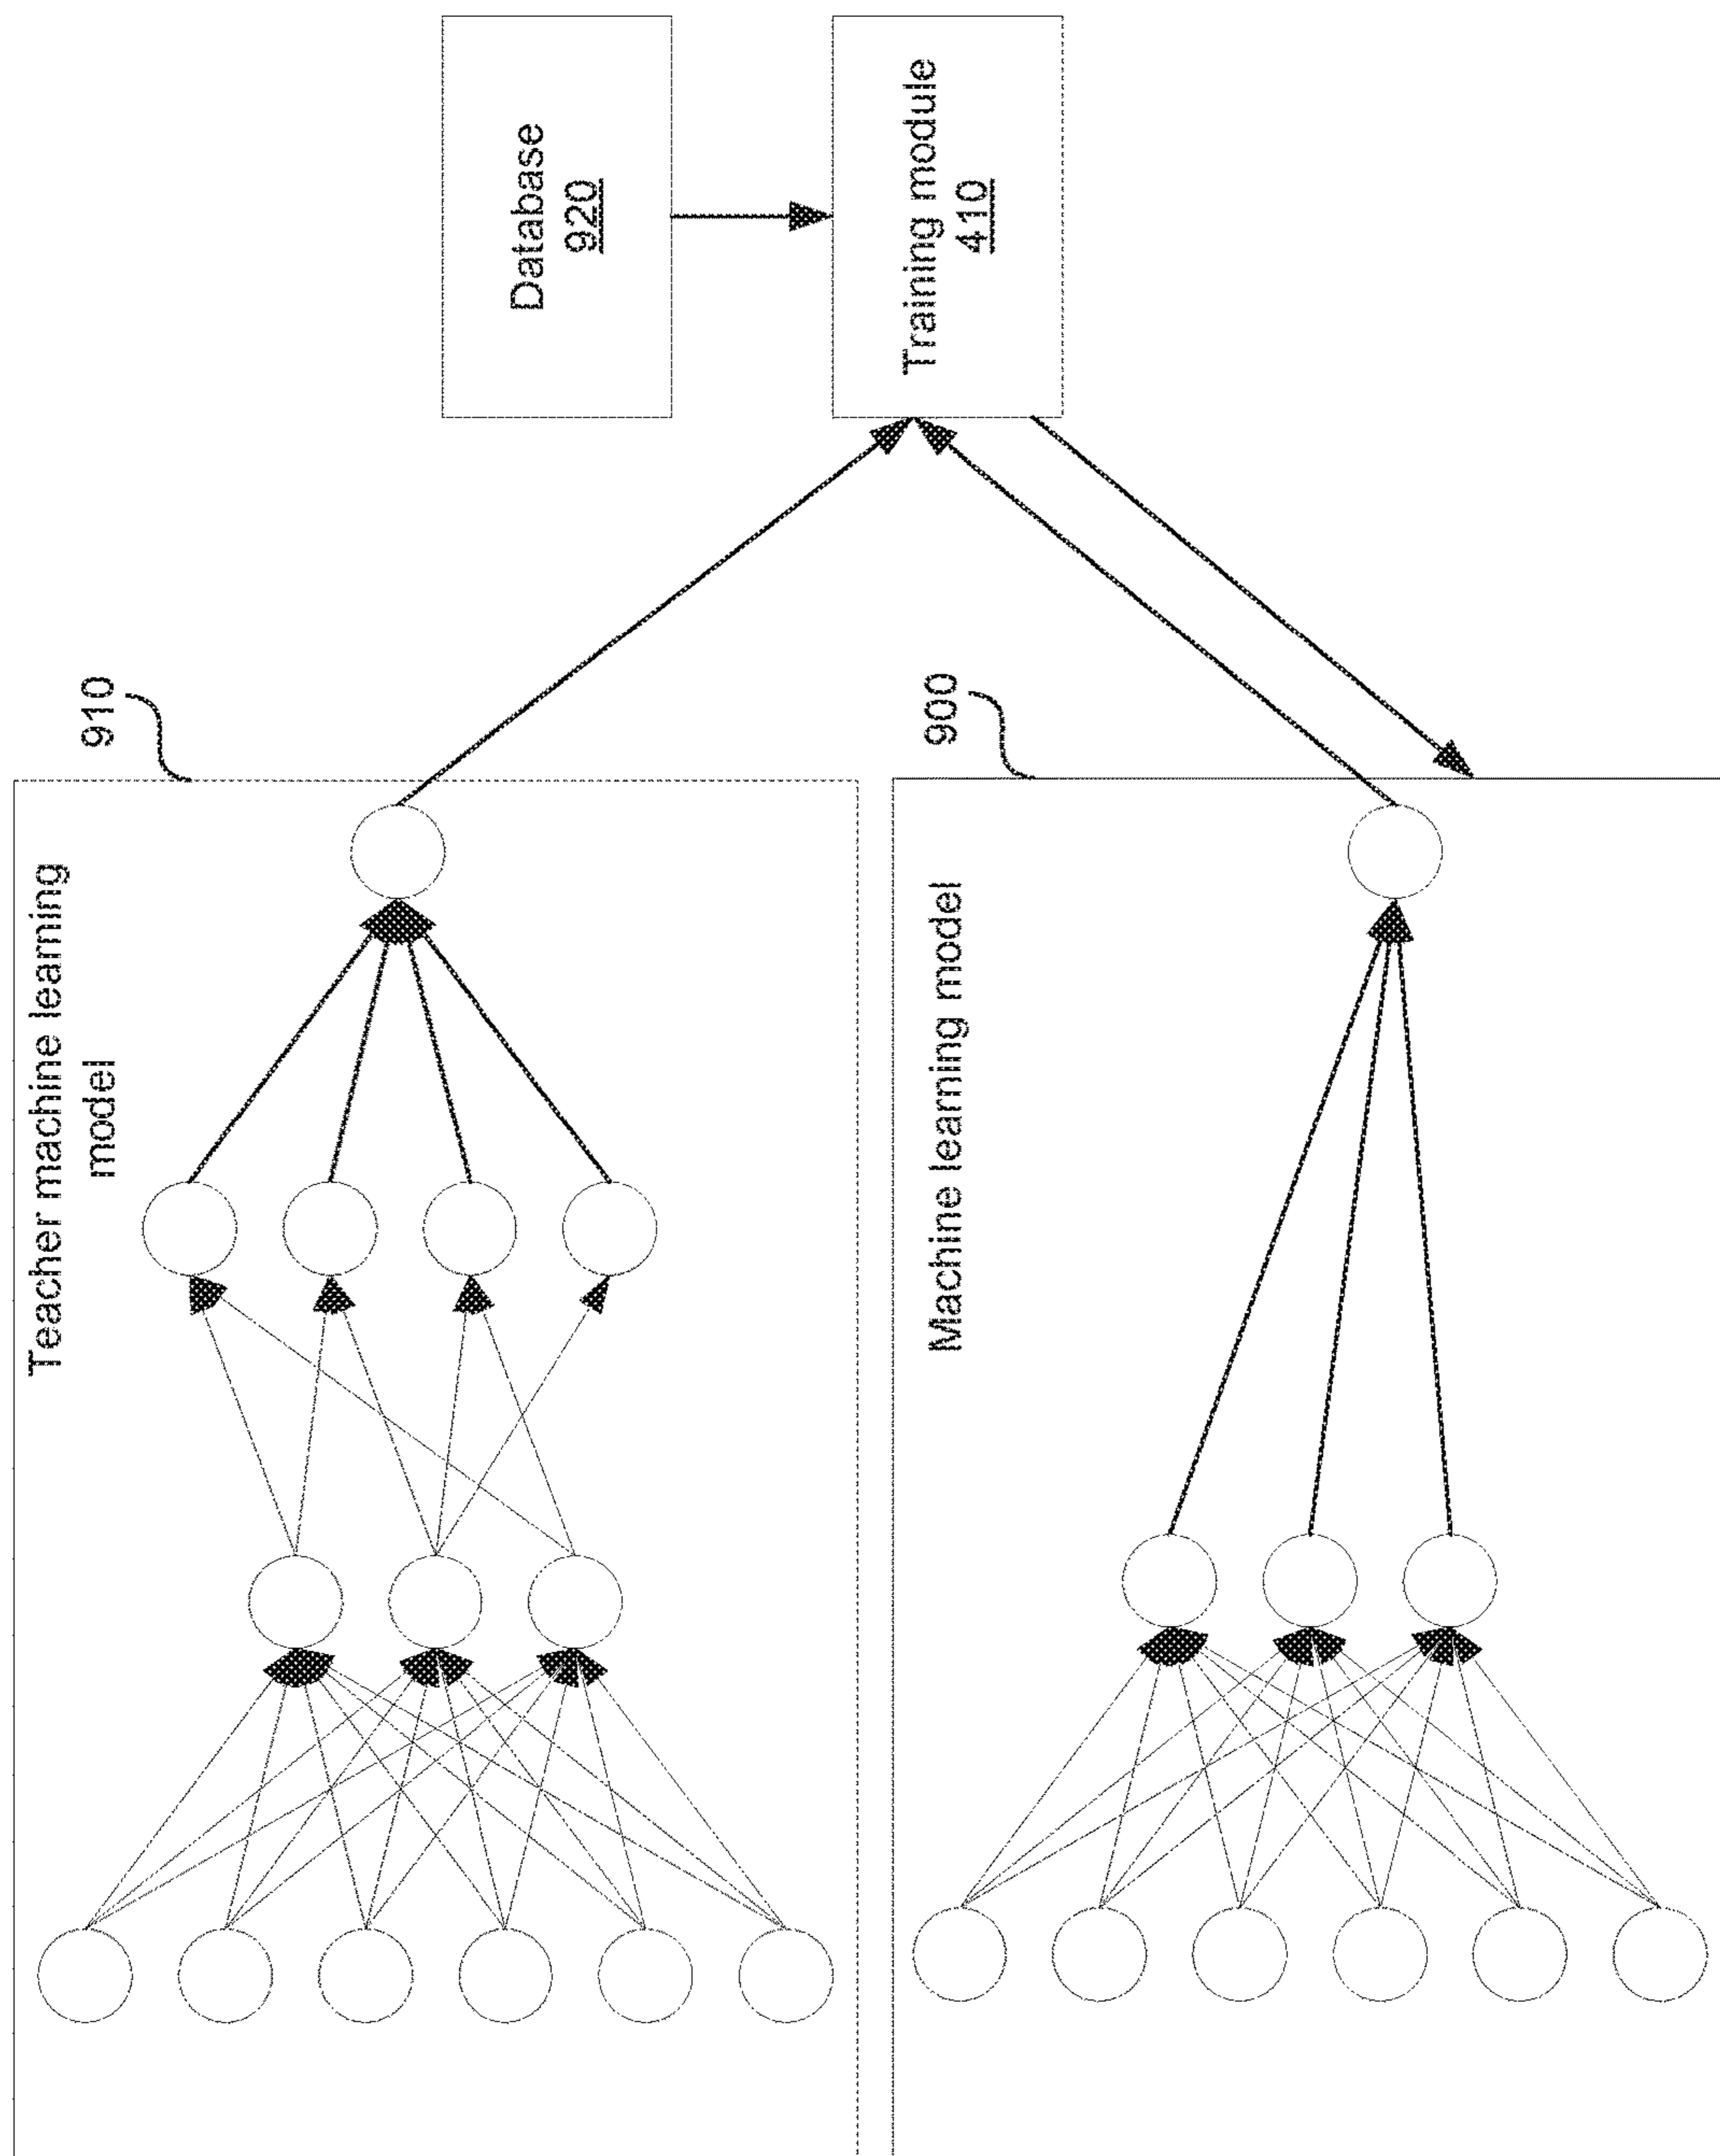 Teacher machine learning
model
910
Database
920
Training module
410
Machine learning model
900